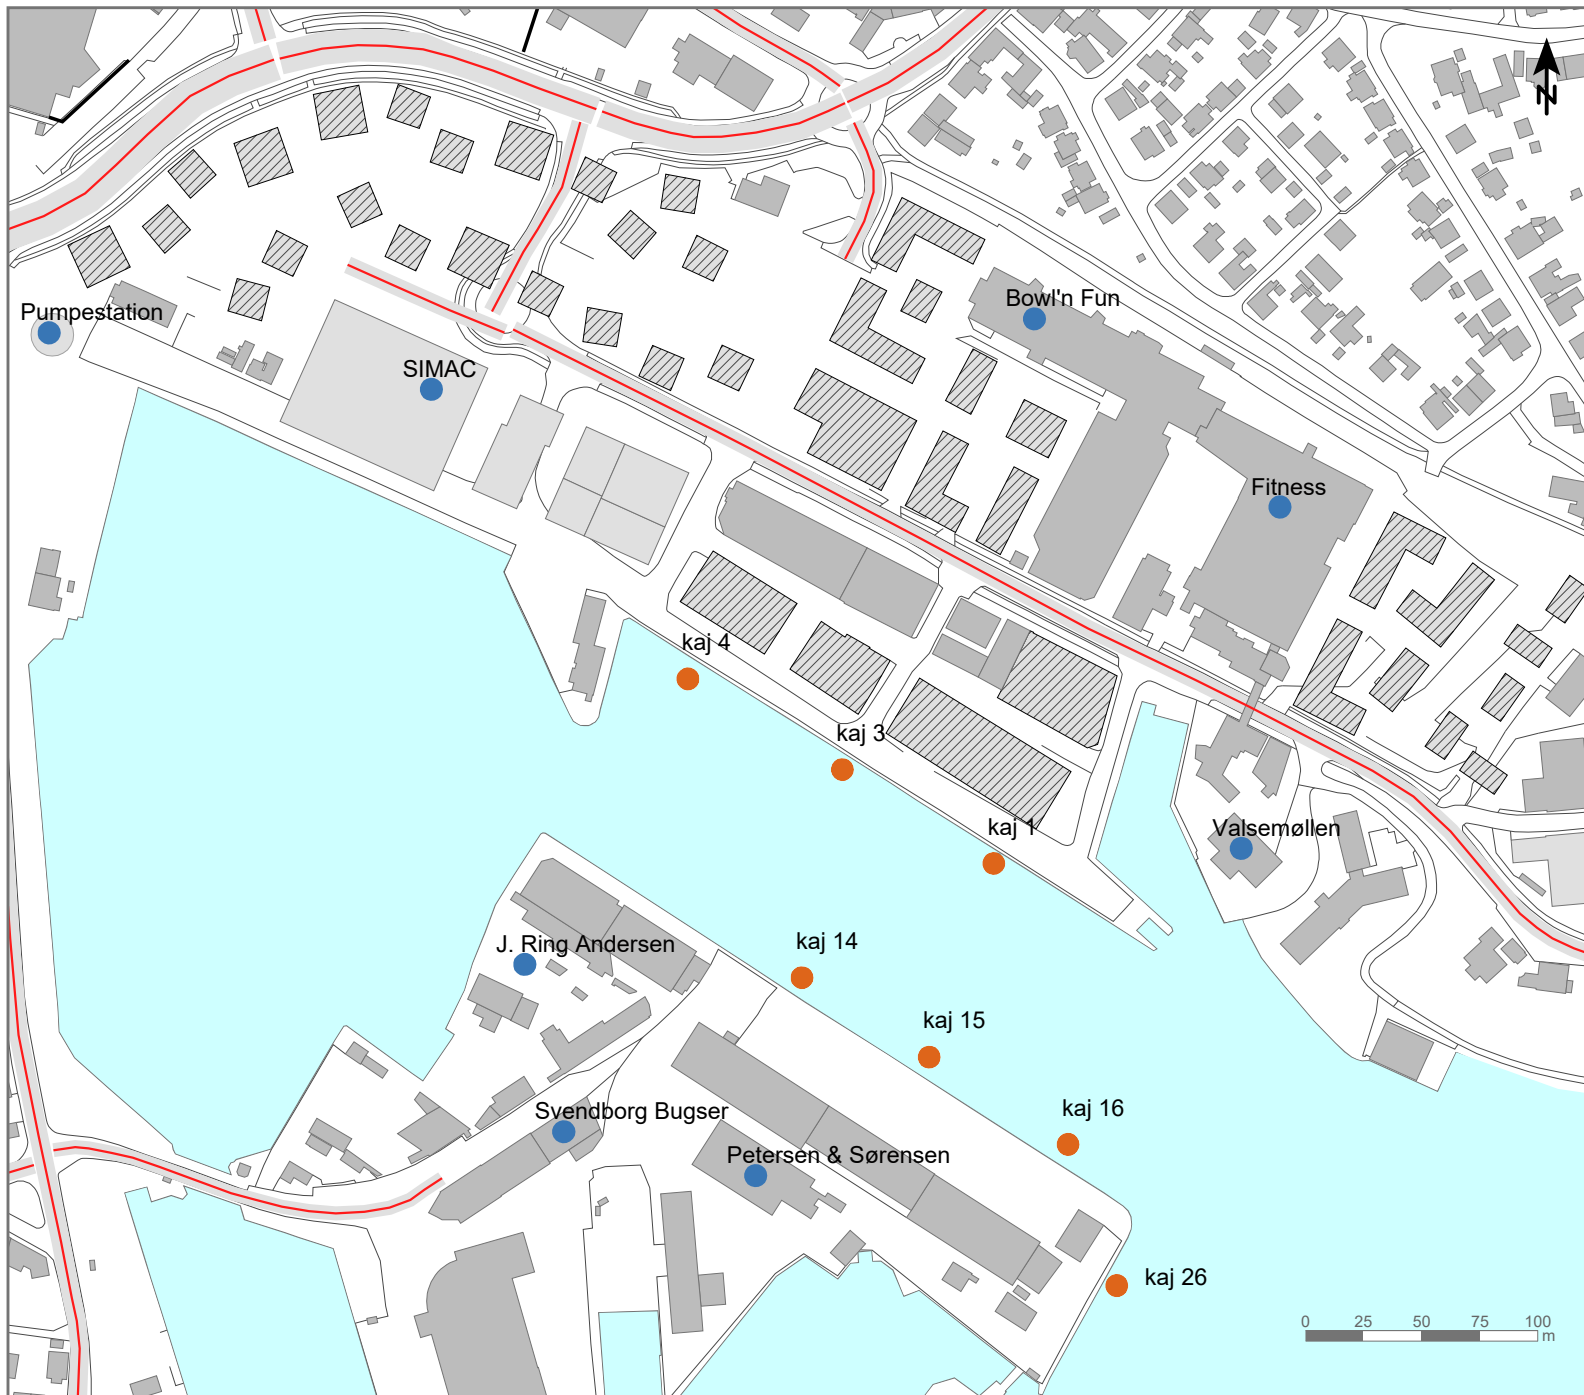 N
Bowl'n Fun
Pumpestation
SIMAC
Fitness
kaj 4
kaj 3
kaj 1
Valsemøllen
kaj 14
J. Ring Andersen
kaj 15
kaj 16
Svendborg Bugser
Petersen & Sørensen
kaj 26
0 25 50 75 100
m